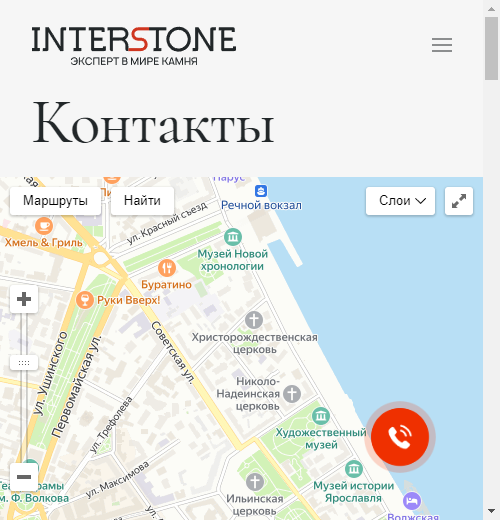 INTERSTONE
ЭКСПЕРТ В МИРЕ КАМНЯ
Контакты
Парус
Маршруты
Найти
Слои
Речной вокзал
ул. Красный съезд
Хмель & Гриль
Музей Новой
хронологии
Буратино
Руки Вверх!
Христорождественская
церковь
ул. Ушинского
Первомайская ул.
Советская ул.
Николо-
Надеинская
церковь
ул. Трефолева
Художественный
музей
ул. Максимова
Музей истории
Ярославля
м. Ф. Волкова
Ильинская
церковь
Волжская